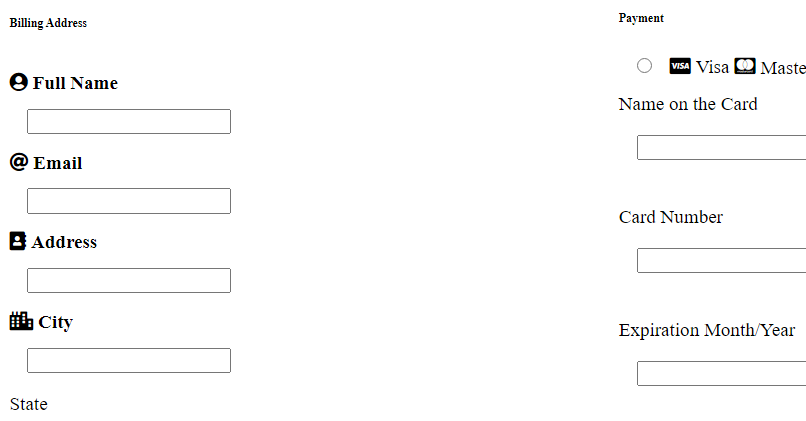 Billing Address
Full Name
Email
Address
City
State
Payment
VISA Visa Maste
Name on the Card
Card Number
Expiration Month/Year